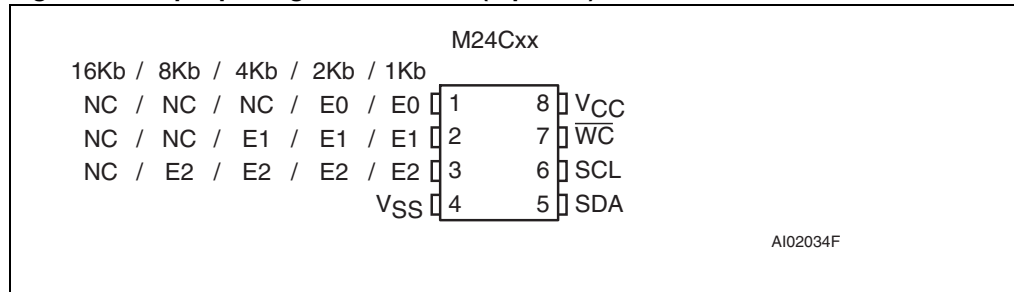 M24Cxx
16Kb / 8Kb / 4Kb / 2Kb / 1Kb
NC / NC / NC / E0 / E0 1 8 VCC
NC / NC / E1 / E1 / E1 2 7 WC
NC / E2 / E2 / E2 / E2 3 6 SCL
VSS 4 5 SDA
AI02034F